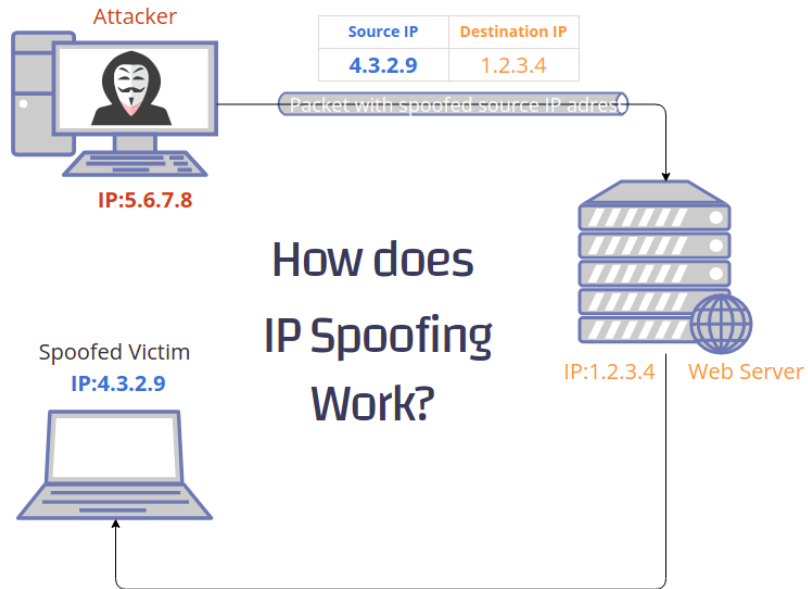 Attacker
Source IP Destination IP
4.3.2.9 1.2.3.4
Packet with spoofed source IP adres
IP:5.6.7.8
How does
IP Spoofing
Work?
Spoofed Victim
IP:4.3.2.9
IP:1.2.3.4 Web Server